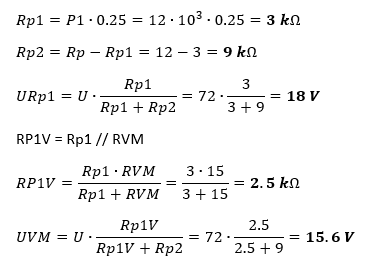 Rp1 = P1 · 0.25 = 12 · 10³ · 0.25 = 3 kΩ
Rp2 = Rp − Rp1 = 12 − 3 = 9 kΩ
URp1 = U · Rp1 / (Rp1 + Rp2) = 72 · 3 / (3 + 9) = 18 V
RP1V = Rp1 // RVM
RP1V = (Rp1 · RVM) / (Rp1 + RVM) = (3 · 15) / (3 + 15) = 2.5 kΩ
UVM = U · Rp1V / (Rp1V + Rp2) = 72 · 2.5 / (2.5 + 9) = 15.6 V